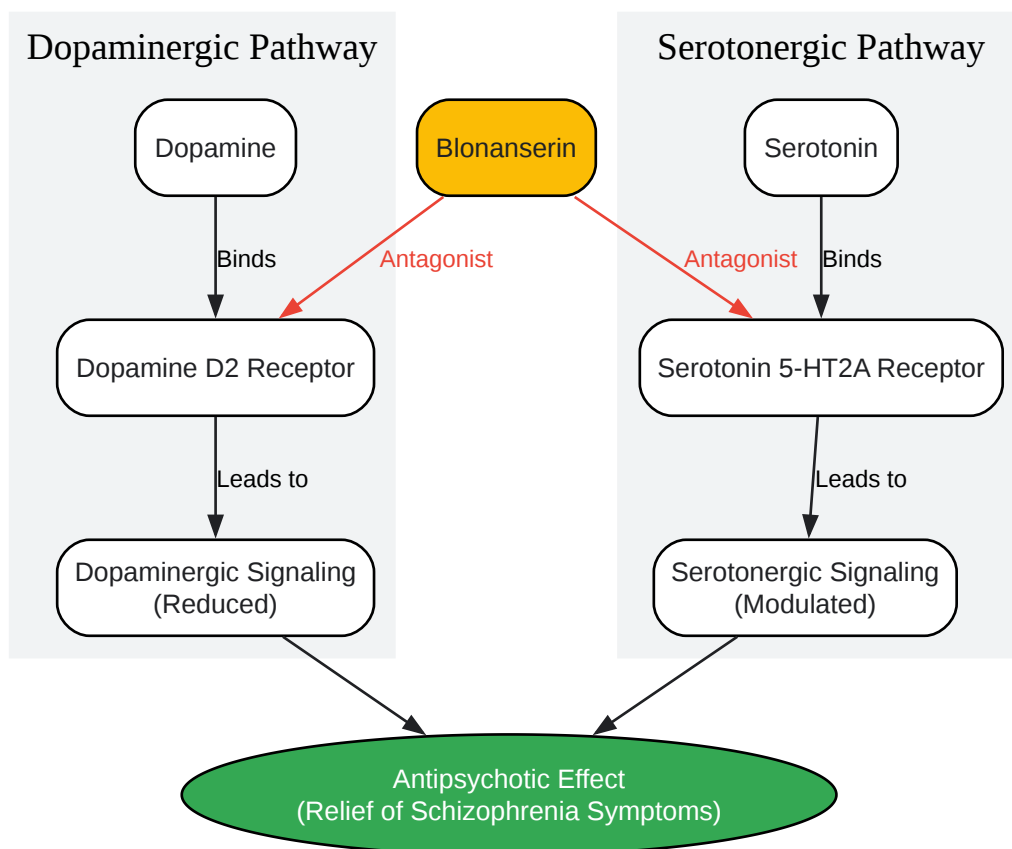 Dopaminergic Pathway
Serotonergic Pathway
Dopamine
Blonanserin
Serotonin
Binds
Antagonist
Antagonist
Binds
Dopamine D2 Receptor
Serotonin 5-HT2A Receptor
Leads to
Leads to
Dopaminergic Signaling
(Reduced)
Serotonergic Signaling
(Modulated)
Antipsychotic Effect
(Relief of Schizophrenia Symptoms)